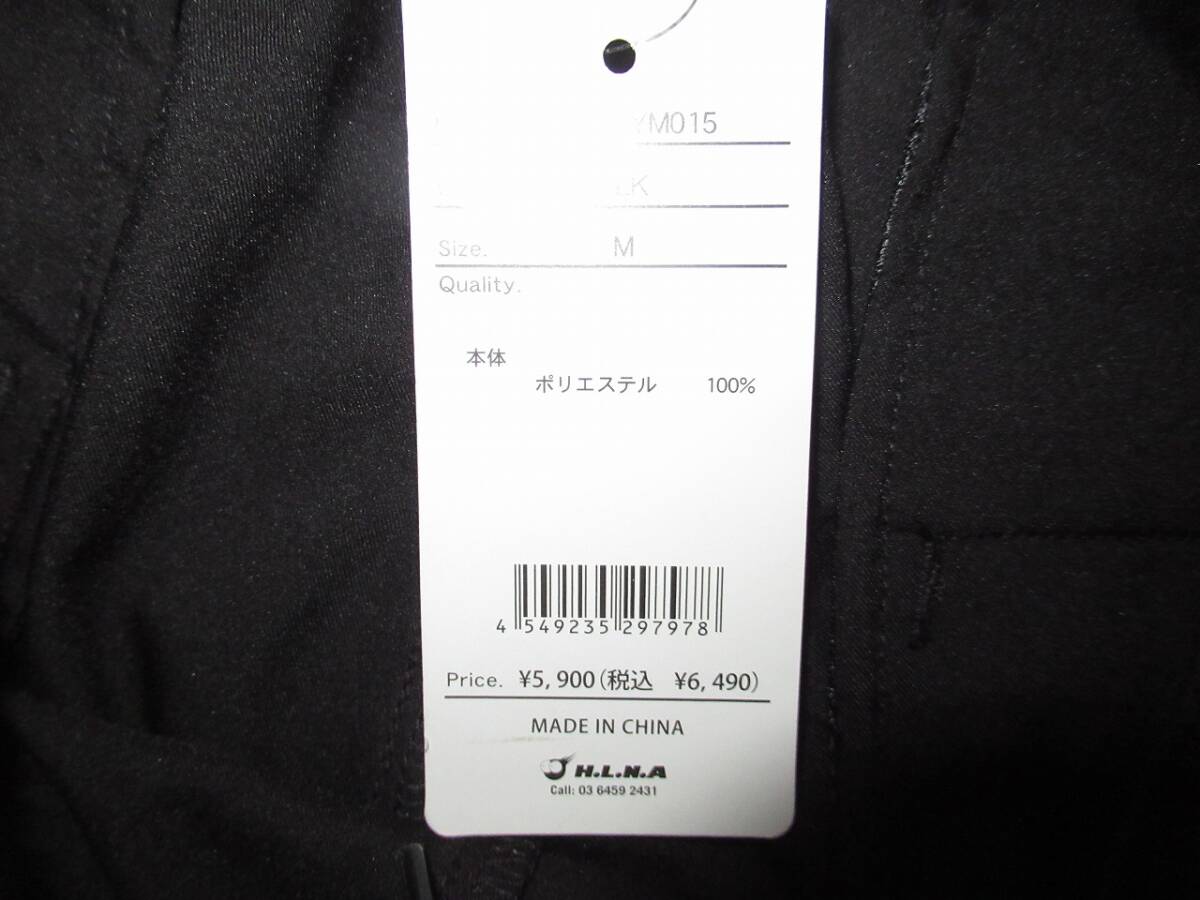 YM015
LK
Size. M
Quality.
本体
ポリエステル 100%
4 549235 297978
Price. ¥5,900(税込 ¥6,490)
MADE IN CHINA
H.L.N.A
Call: 03 6459 2431